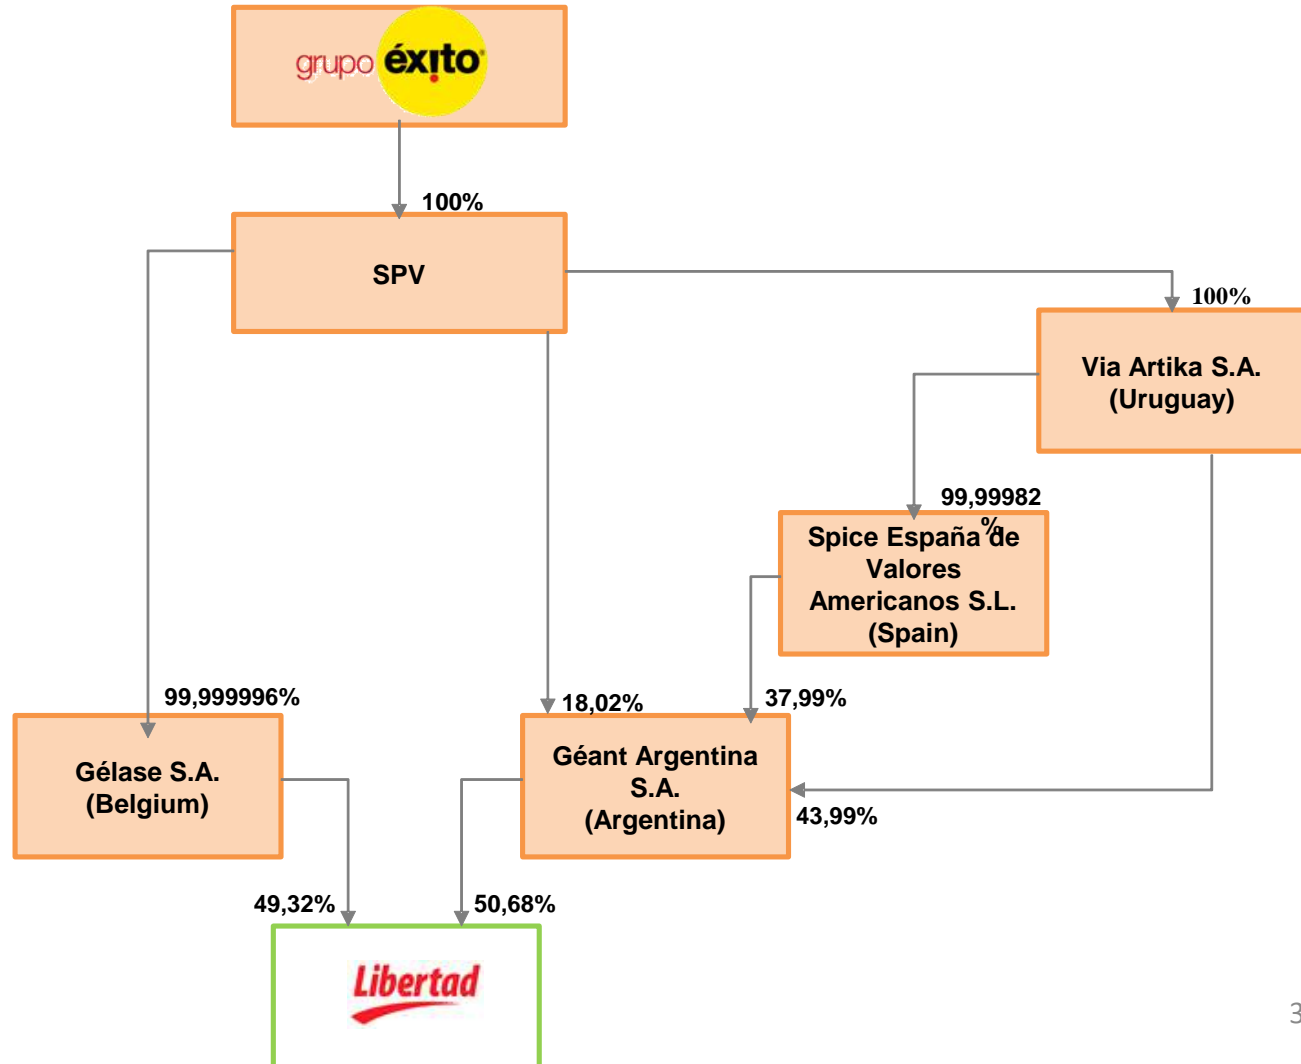 grupo éxito
100%
SPV
100%
Via Artika S.A.
(Uruguay)
99,99982
%
Spice España de
Valores
Americanos S.L.
(Spain)
99,999996%
18,02%
37,99%
Gélase S.A.
(Belgium)
Géant Argentina
S.A.
(Argentina)
43,99%
49,32%
50,68%
Libertad
3